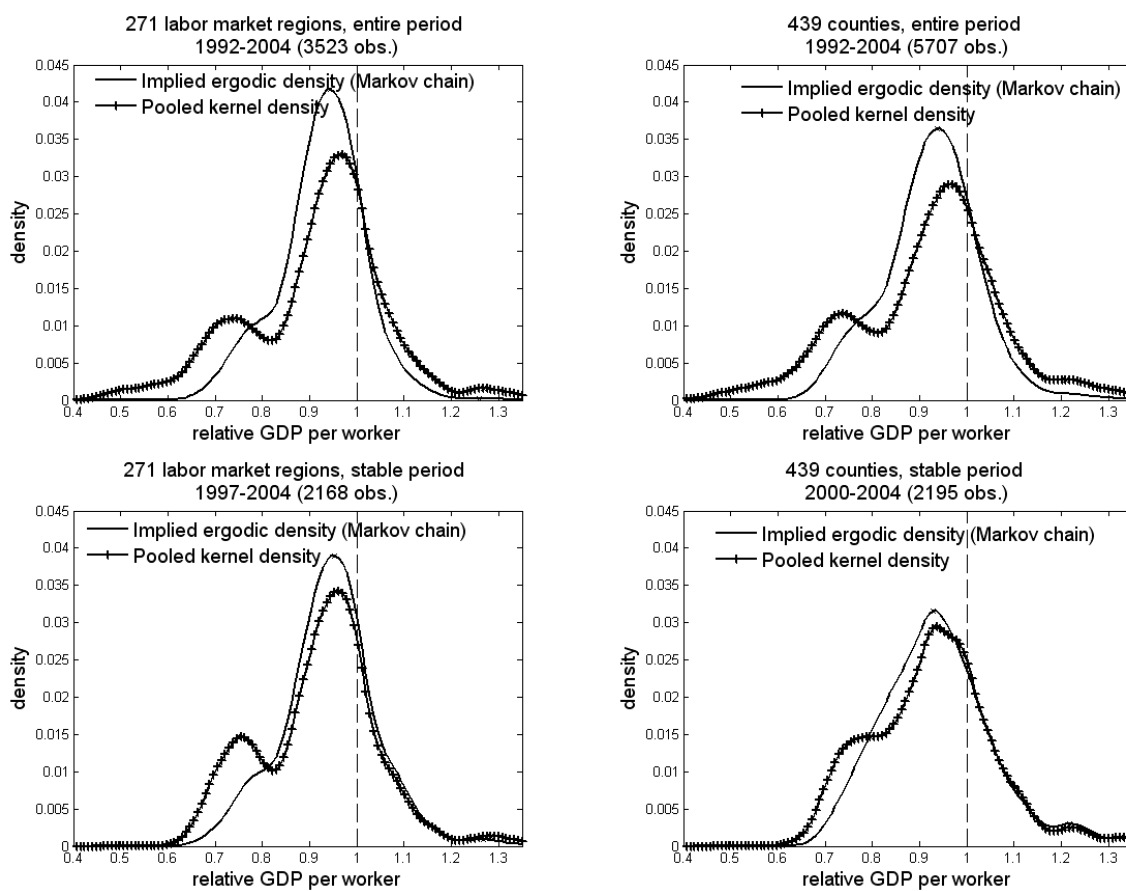 271 labor market regions, entire period
1992-2004 (3523 obs.)
0.045
0.04
0.035
0.03
0.025
0.02
0.015
0.01
0.005
0
density
Implied ergodic density (Markov chain)
Pooled kernel density
0.4 0.5 0.6 0.7 0.8 0.9 1 1.1 1.2 1.3
relative GDP per worker
439 counties, entire period
1992-2004 (5707 obs.)
0.045
0.04
0.035
0.03
0.025
0.02
0.015
0.01
0.005
0
density
Implied ergodic density (Markov chain)
Pooled kernel density
0.4 0.5 0.6 0.7 0.8 0.9 1 1.1 1.2 1.3
relative GDP per worker
271 labor market regions, stable period
1997-2004 (2168 obs.)
0.045
0.04
0.035
0.03
0.025
0.02
0.015
0.01
0.005
0
density
Implied ergodic density (Markov chain)
Pooled kernel density
0.4 0.5 0.6 0.7 0.8 0.9 1 1.1 1.2 1.3
relative GDP per worker
439 counties, stable period
2000-2004 (2195 obs.)
0.045
0.04
0.035
0.03
0.025
0.02
0.015
0.01
0.005
0
density
Implied ergodic density (Markov chain)
Pooled kernel density
0.4 0.5 0.6 0.7 0.8 0.9 1 1.1 1.2 1.3
relative GDP per worker